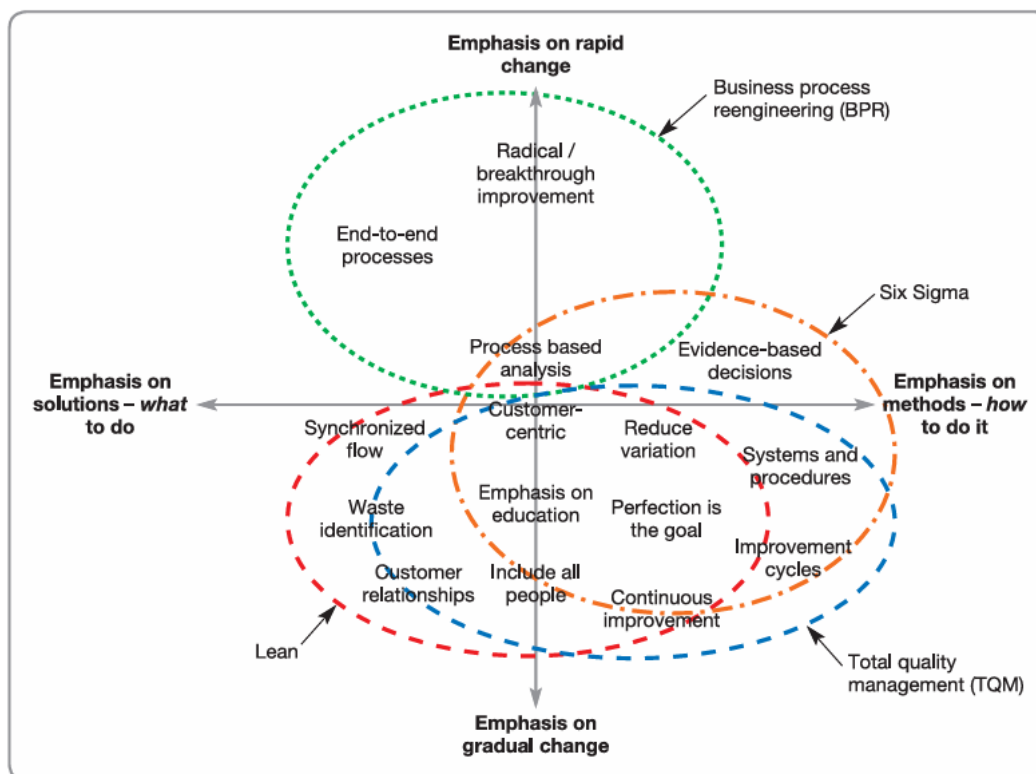 Emphasis on rapid
change
Business process
reengineering (BPR)
Radical /
breakthrough
improvement
End-to-end
processes
Six Sigma
Process based
analysis
Evidence-based
decisions
Emphasis on
solutions – what
to do
Emphasis on
methods – how
to do it
Customer-
centric
Synchronized
flow
Reduce
variation
Systems and
procedures
Emphasis on
education
Waste
identification
Perfection is
the goal
Improvement
cycles
Customer
relationships
Include all
people
Continuous
improvement
Lean
Total quality
management (TQM)
Emphasis on
gradual change